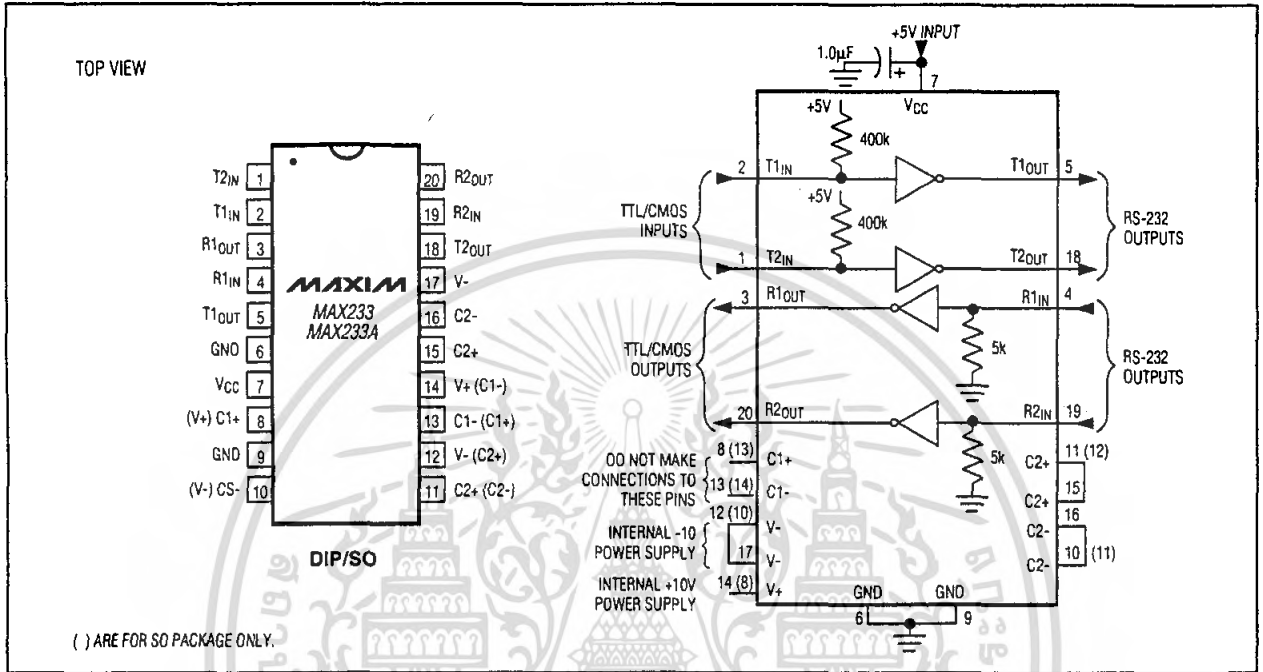 TOP VIEW
T2IN 1
T1IN 2
R1OUT 3
R1IN 4
T1OUT 5
GND 6
VCC 7
(V+) C1+ 8
GND 9
(V-) CS- 10
20 R2OUT
19 R2IN
18 T2OUT
17 V-
16 C2-
15 C2+
14 V+ (C1-)
13 C1- (C1+)
12 V- (C2+)
11 C2+ (C2-)
MAXIM
MAX233
MAX233A
DIP/SO
( ) ARE FOR SO PACKAGE ONLY.
+5V INPUT
1.0µF
+
7
VCC
+5V
400k
2 T1IN
T1OUT 5
+5V
400k
TTL/CMOS
INPUTS
RS-232
OUTPUTS
1 T2IN
T2OUT 18
3 R1OUT
R1IN 4
5k
TTL/CMOS
OUTPUTS
RS-232
OUTPUTS
20 R2OUT
R2IN 19
5k
8 (13) C1+
DO NOT MAKE
CONNECTIONS TO
THESE PINS
13 (14) C1-
12 (10) V-
INTERNAL -10
POWER SUPPLY
17 V-
INTERNAL +10V
POWER SUPPLY
14 (8) V+
C2+ 11 (12)
C2+ 15
C2- 16
C2- 10 (11)
GND GND
6 9